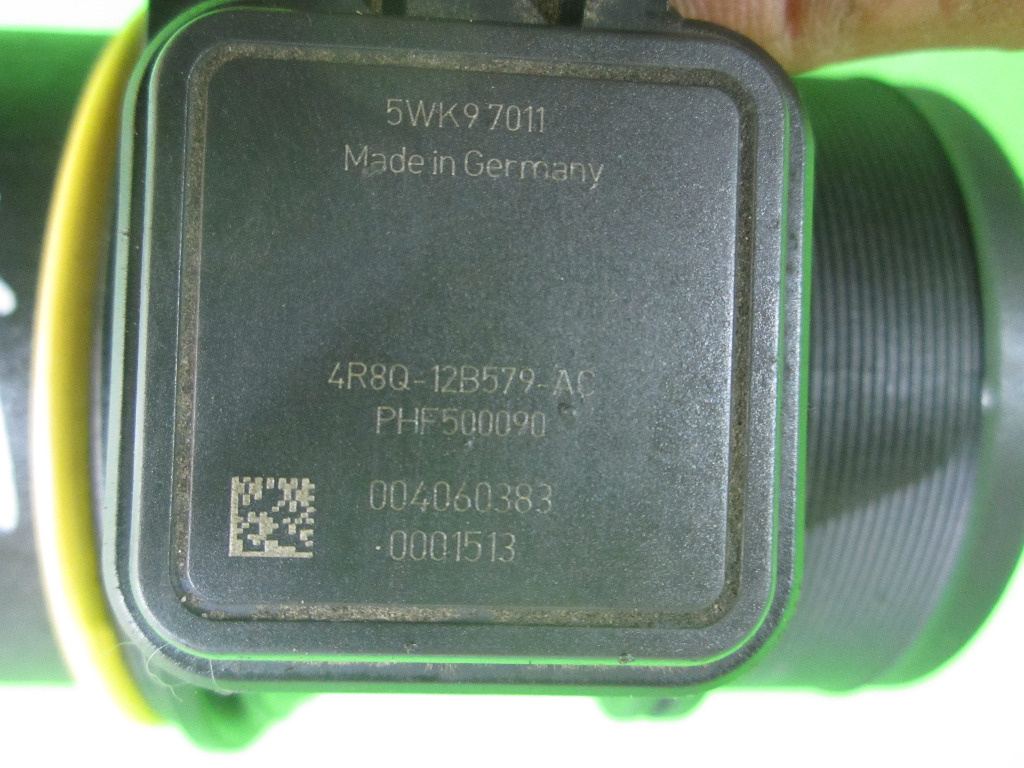 5WK9 7011
Made in Germany
4R8Q-12B579-AC
PHF500090
004060383
.0001513